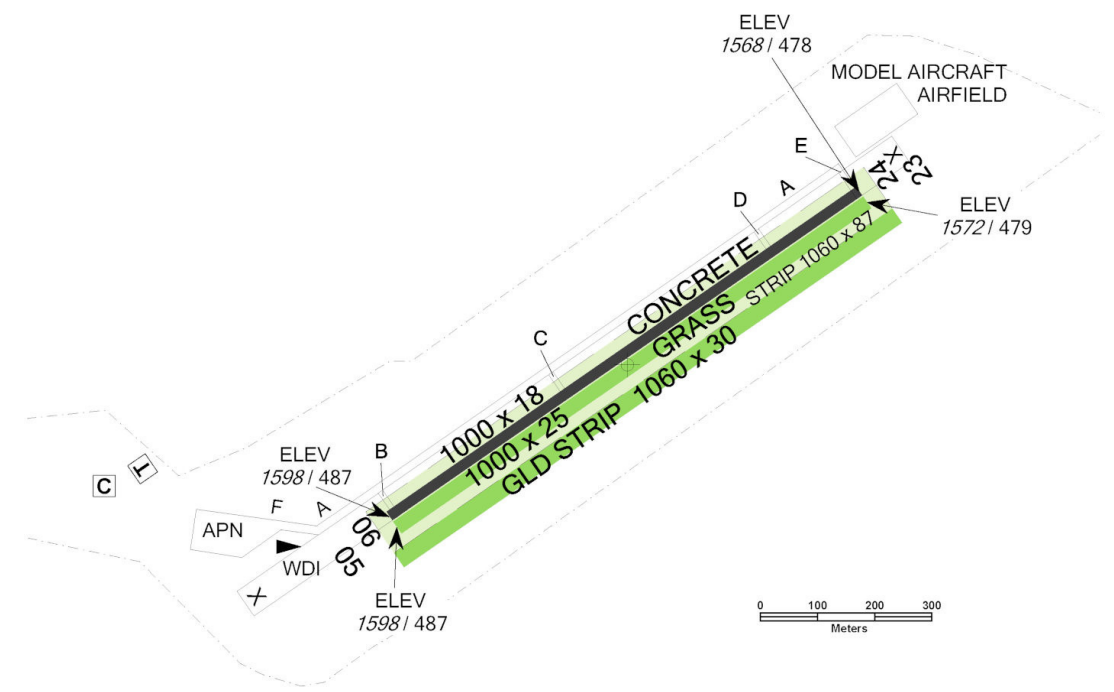 ELEV
1568 / 478
MODEL AIRCRAFT
AIRFIELD
E
A
24
X
23
D
ELEV
1572 / 479
CONCRETE
STRIP 1060 x 87
GRASS
C
1000 x 18
1000 x 25
GLD STRIP 1060 x 30
B
ELEV
1598 / 487
T
C
F
A
APN
06
05
WDI
X
ELEV
1598 / 487
0 100 200 300
Meters